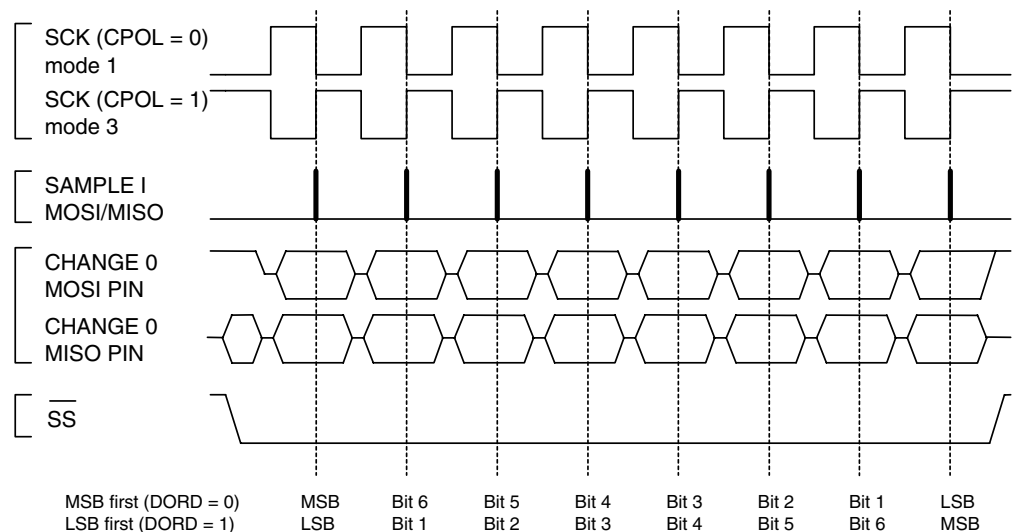 SCK (CPOL = 0)
mode 1
SCK (CPOL = 1)
mode 3
SAMPLE I
MOSI/MISO
CHANGE 0
MOSI PIN
CHANGE 0
MISO PIN
SS
MSB first (DORD = 0) MSB Bit 6 Bit 5 Bit 4 Bit 3 Bit 2 Bit 1 LSB
LSB first (DORD = 1) LSB Bit 1 Bit 2 Bit 3 Bit 4 Bit 5 Bit 6 MSB